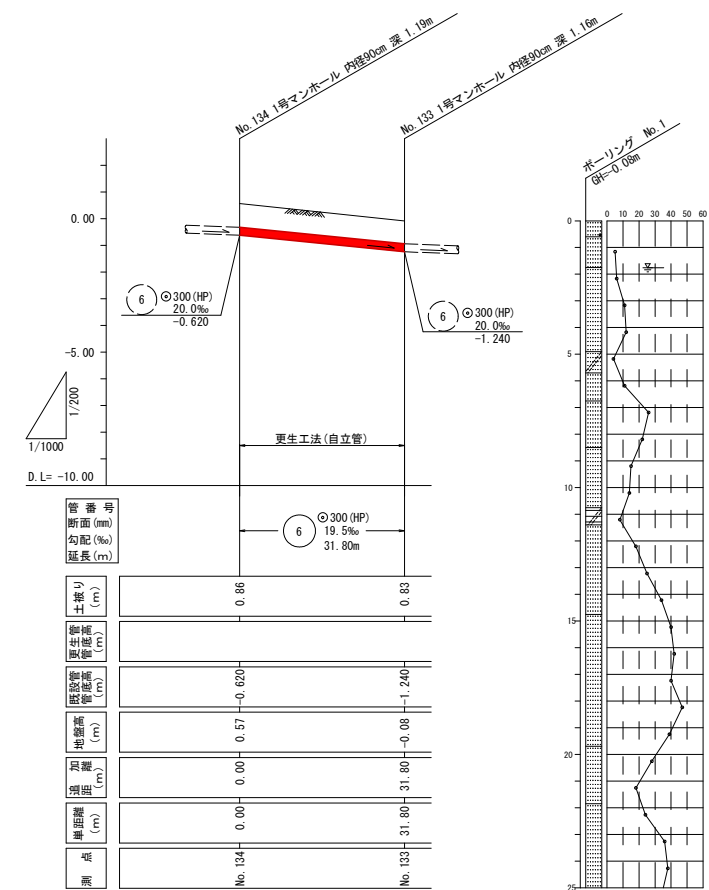 No.134 1号マンホール 内径90cm 深 1.19m
No.133 1号マンホール 内径90cm 深 1.16m
ボーリング No.1
GH=-0.08m
0.00
-5.00
D.L= -10.00
1/200
1/1000
6
300(HP)
20.0‰
-0.620
6
300(HP)
20.0‰
-1.240
更生工法(自立管)
管番号
断面(mm)
勾配(‰)
延長(m)
6
300(HP)
19.5‰
31.80m
土被り
(m)
0.86
0.83
更生管
管底高
(m)
既設管
管底高
(m)
-0.620
-1.240
地盤高
(m)
0.57
-0.08
追加
距離
(m)
0.00
31.80
単距離
(m)
0.00
31.80
測点
No.134
No.133
0 10 20 30 40 50 60
0
5
10
15
20
25